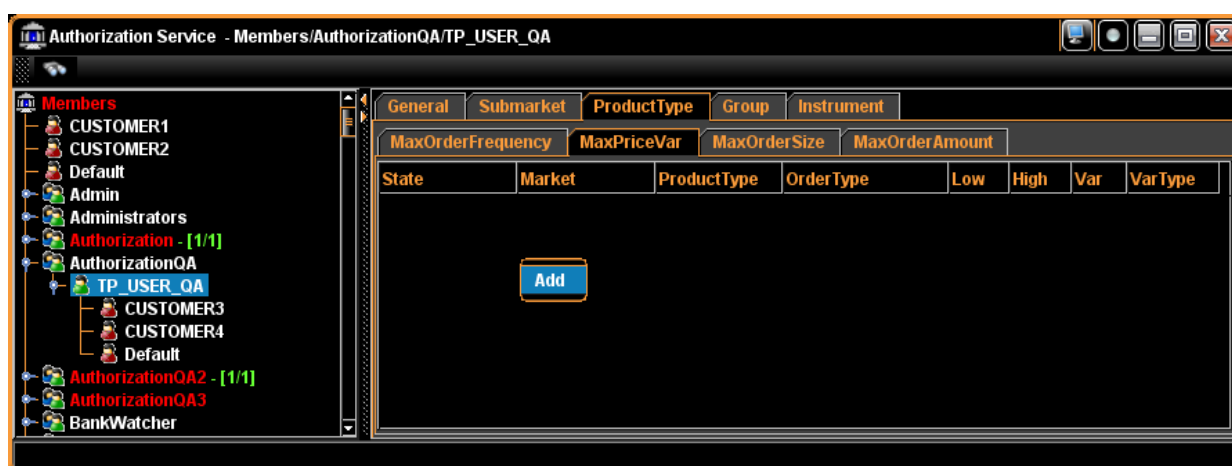 Authorization Service - Members/AuthorizationQA/TP_USER_QA
Members
CUSTOMER1
CUSTOMER2
Default
Admin
Administrators
Authorization - [1/1]
AuthorizationQA
TP_USER_QA
CUSTOMER3
CUSTOMER4
Default
AuthorizationQA2 - [1/1]
AuthorizationQA3
BankWatcher
General Submarket ProductType Group Instrument
MaxOrderFrequency MaxPriceVar MaxOrderSize MaxOrderAmount
State Market ProductType OrderType Low High Var VarType
Add